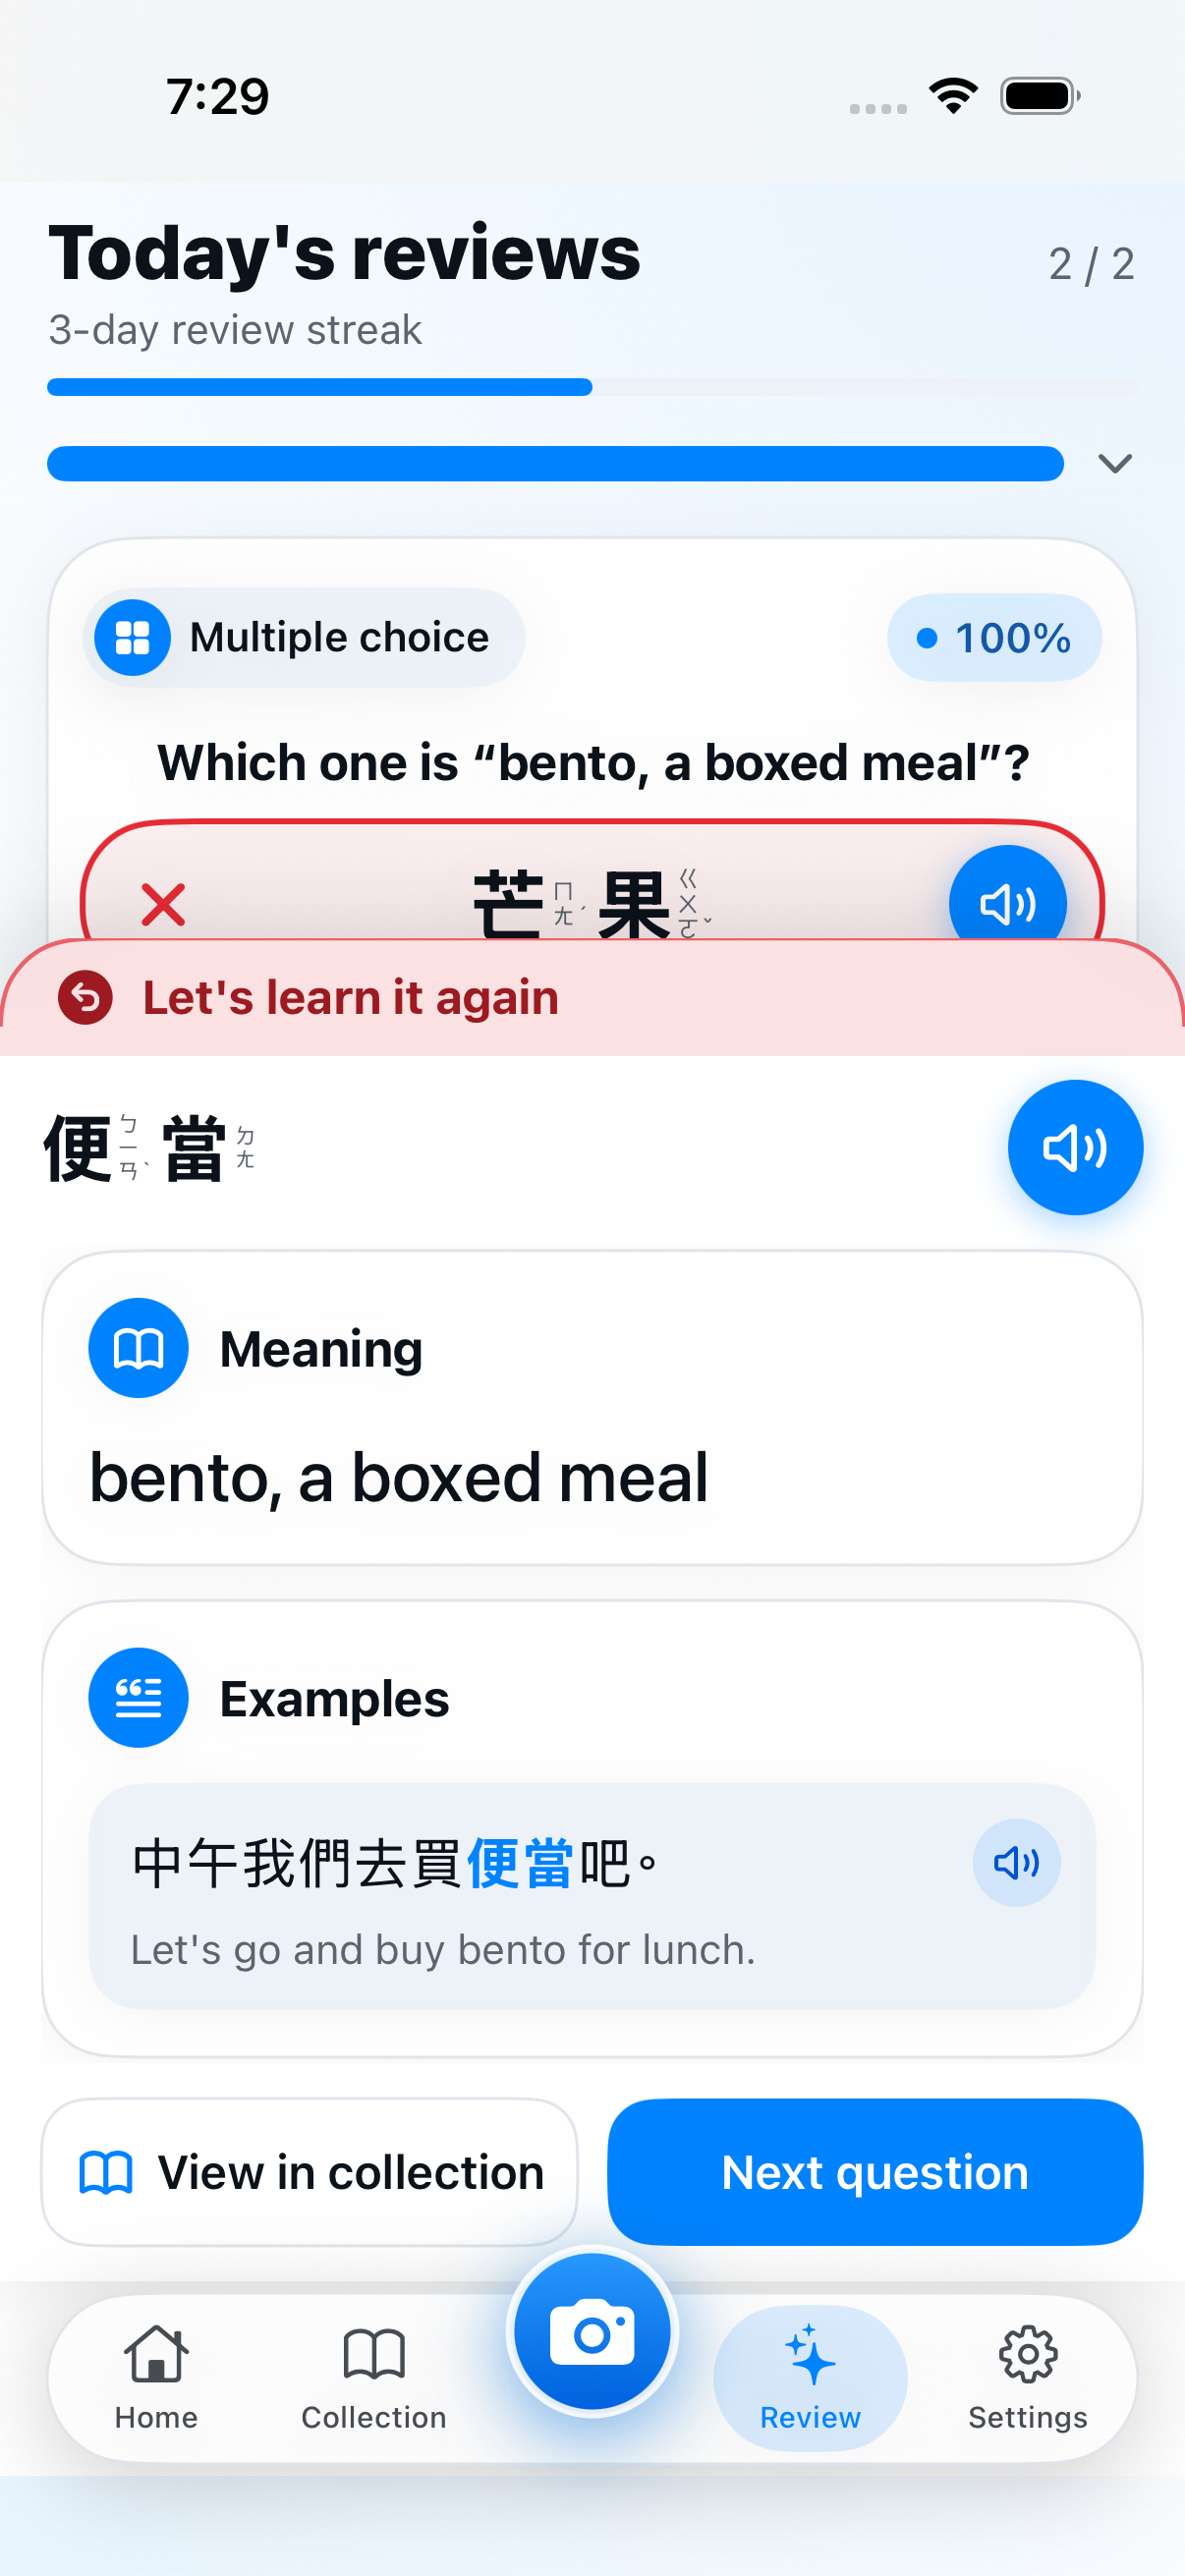 7:29
Today's reviews
2 / 2
3-day review streak
Multiple choice
100%
Which one is “bento, a boxed meal”?
芒ㄇㄤˊ果ㄍㄨㄛˇ
Let's learn it again
便ㄅㄧㄢˋ當ㄉㄤ
Meaning
bento, a boxed meal
Examples
中午我們去買便當吧。
Let's go and buy bento for lunch.
View in collection
Next question
Home
Collection
Review
Settings